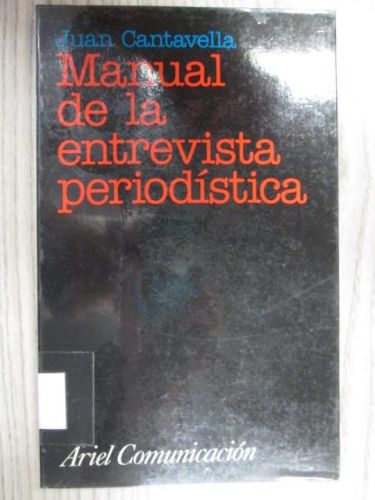 Juan Cantavella
Manual
de la
entrevista
periodística
Ariel Comunicación